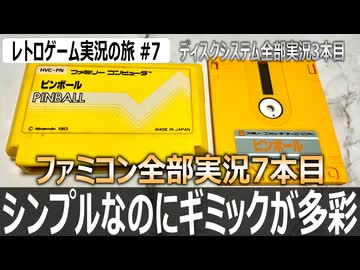 レトロゲーム実況の旅 #7
ディスクシステム全部実況3本目
HVC-PN
ファミリー コンピュータ
ピンボール
PINBALL
© Nintendo 1983
MADE IN JAPAN
ピンボール
ファミコン全部実況7本目
シンプルなのにギミックが多彩